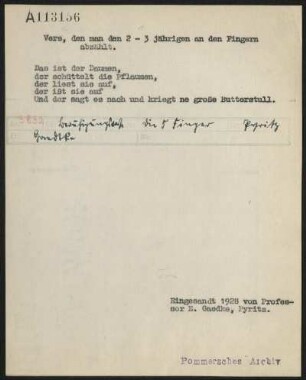 A113156
Vers, den man den 2 - 3 jährigen an den Fingern
abzählt.
Das ist der Daumen,
der schüttelt die Pflaumen,
der liest sie auf,
der ißt sie auf
Und der sagt es nach und kriegt ne große Butterstull.
die 5 Finger Pyritz
Gaedtke
Eingesandt 1928 von Profes-
sor E. Gaedke, Pyritz.
Pommersches Archiv